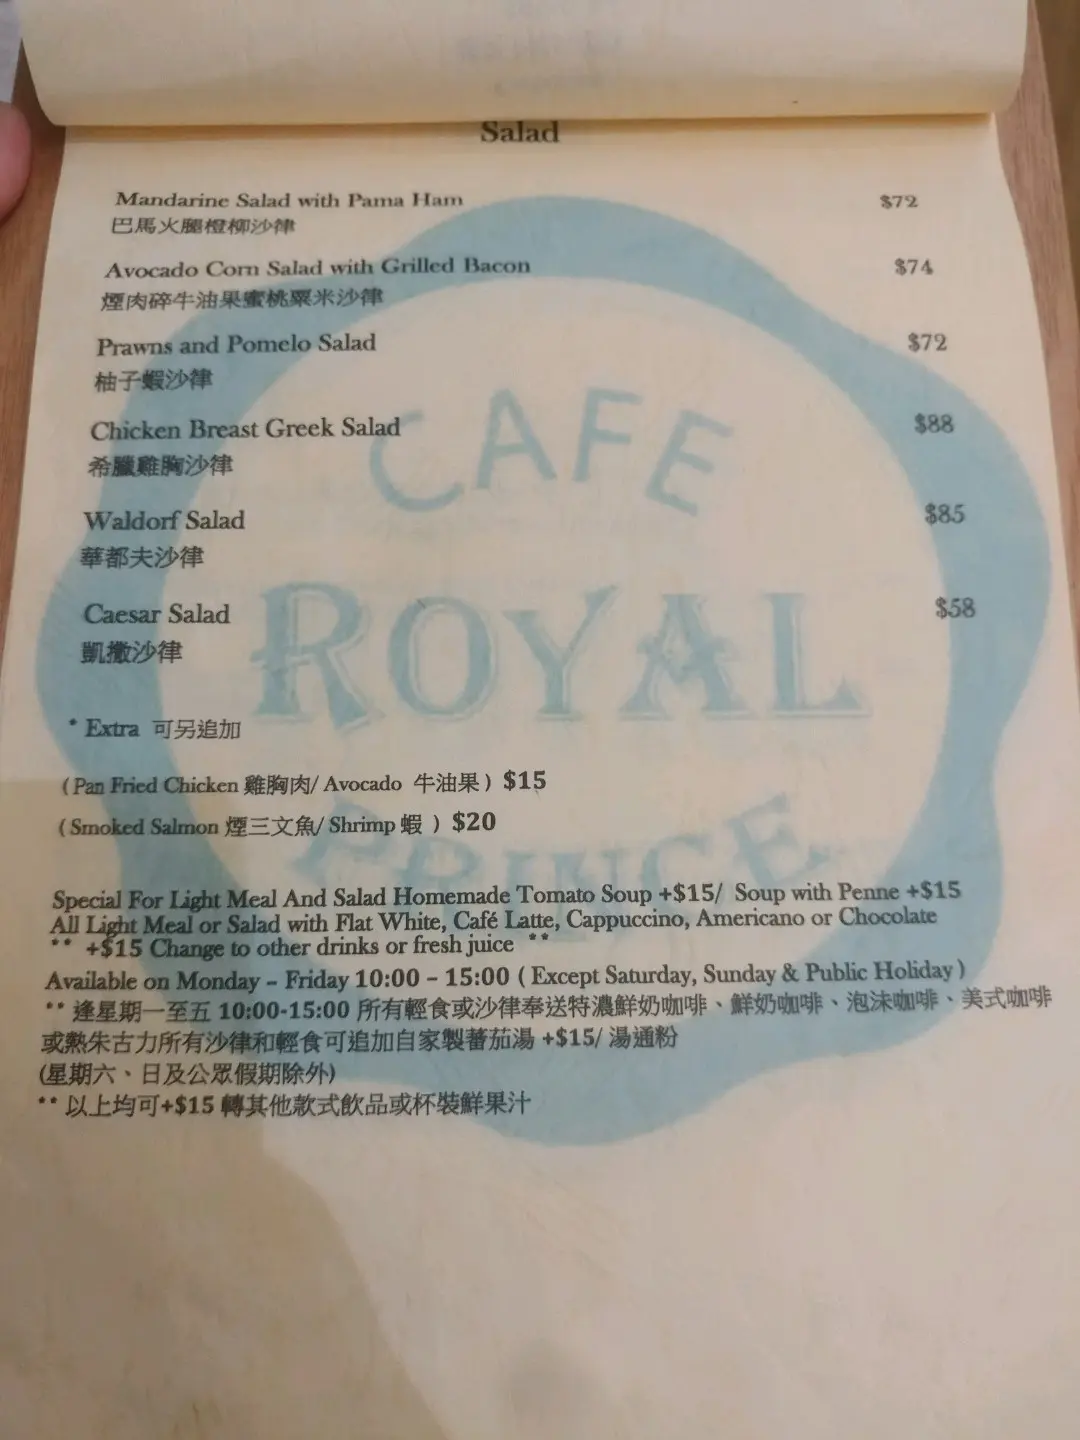 Salad
Mandarine Salad with Pama Ham $72
巴馬火腿橙柳沙律
Avocado Corn Salad with Grilled Bacon $74
煙肉碎牛油果蜜桃粟米沙律
Prawns and Pomelo Salad $72
柚子蝦沙律
Chicken Breast Greek Salad $88
希臘雞胸沙律
Waldorf Salad $85
華都夫沙律
Caesar Salad $58
凱撒沙律
* Extra 可另追加
(Pan Fried Chicken 雞胸肉/ Avocado 牛油果) $15
(Smoked Salmon 煙三文魚/ Shrimp 蝦 ) $20
Special For Light Meal And Salad Homemade Tomato Soup +$15/ Soup with Penne +$15
All Light Meal or Salad with Flat White, Café Latte, Cappuccino, Americano or Chocolate
** +$15 Change to other drinks or fresh juice **
Available on Monday – Friday 10:00 – 15:00 ( Except Saturday, Sunday & Public Holiday )
** 逢星期一至五 10:00-15:00 所有輕食或沙律奉送特濃鮮奶咖啡、鮮奶咖啡、泡沫咖啡、美式咖啡
或熱朱古力所有沙律和輕食可追加自家製蕃茄湯 +$15/ 湯通粉
(星期六、日及公眾假期除外)
** 以上均可+$15 轉其他款式飲品或杯裝鮮果汁
CAFE
ROYAL
PRINCE